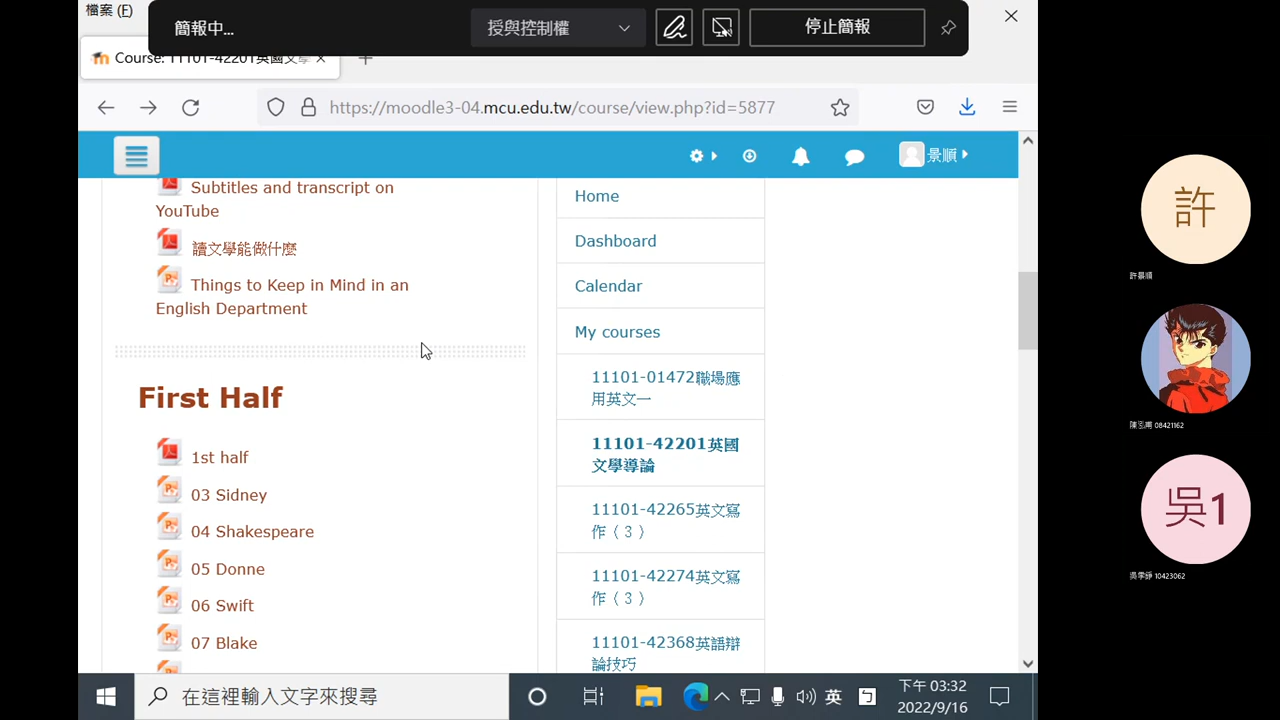 檔案 (F)
簡報中...
授與控制權
停止簡報
Course: 11101-42201英國文學
https://moodle3-04.mcu.edu.tw/course/view.php?id=5877
景順
Subtitles and transcript on
YouTube
讀文學能做什麼
Things to Keep in Mind in an
English Department
First Half
1st half
03 Sidney
04 Shakespeare
05 Donne
06 Swift
07 Blake
Home
Dashboard
Calendar
My courses
11101-01472職場應
用英文一
11101-42201英國
文學導論
11101-42265英文寫
作（3）
11101-42274英文寫
作（3）
11101-42368英語辯
論技巧
許
許景順
08421162
吳1
10423062
在這裡輸入文字來搜尋
英
下午 03:32
2022/9/16